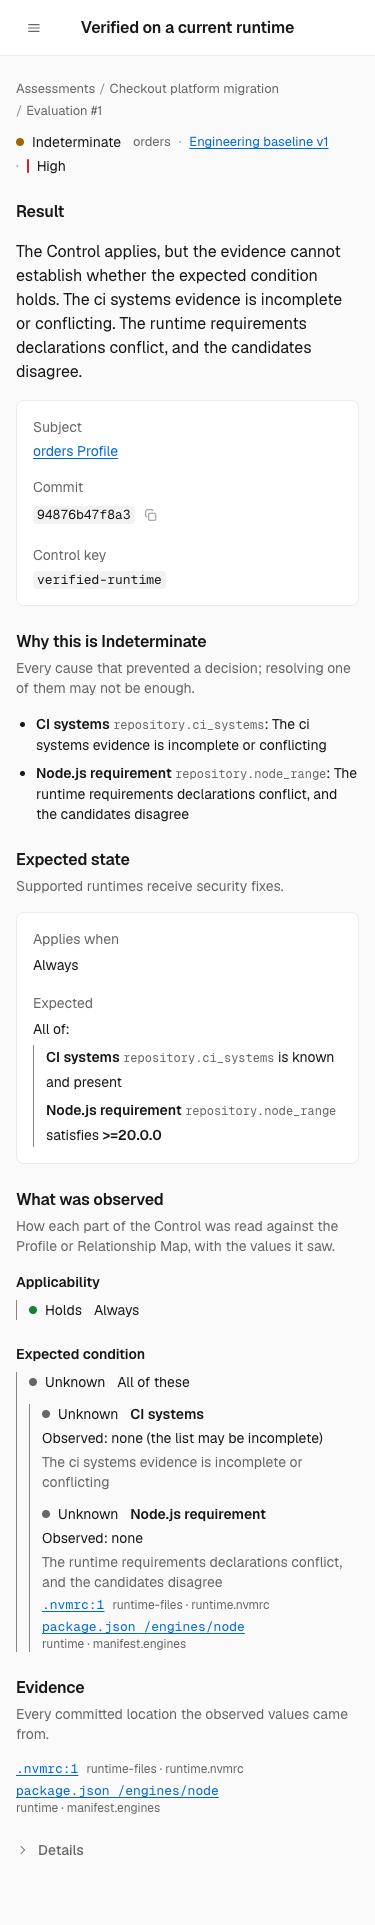 Verified on a current runtime
Assessments / Checkout platform migration
/ Evaluation #1
Indeterminate orders · Engineering baseline v1
· High
Result
The Control applies, but the evidence cannot
establish whether the expected condition
holds. The ci systems evidence is incomplete
or conflicting. The runtime requirements
declarations conflict, and the candidates
disagree.
Subject
orders Profile
Commit
94876b47f8a3
Control key
verified-runtime
Why this is Indeterminate
Every cause that prevented a decision; resolving one
of them may not be enough.
• CI systems repository.ci_systems: The ci
systems evidence is incomplete or conflicting
• Node.js requirement repository.node_range: The
runtime requirements declarations conflict, and
the candidates disagree
Expected state
Supported runtimes receive security fixes.
Applies when
Always
Expected
All of:
CI systems repository.ci_systems is known
and present
Node.js requirement repository.node_range
satisfies >=20.0.0
What was observed
How each part of the Control was read against the
Profile or Relationship Map, with the values it saw.
Applicability
Holds Always
Expected condition
Unknown All of these
Unknown CI systems
Observed: none (the list may be incomplete)
The ci systems evidence is incomplete or
conflicting
Unknown Node.js requirement
Observed: none
The runtime requirements declarations conflict,
and the candidates disagree
.nvmrc:1 runtime-files · runtime.nvmrc
package.json /engines/node
runtime · manifest.engines
Evidence
Every committed location the observed values came
from.
.nvmrc:1 runtime-files · runtime.nvmrc
package.json /engines/node
runtime · manifest.engines
Details